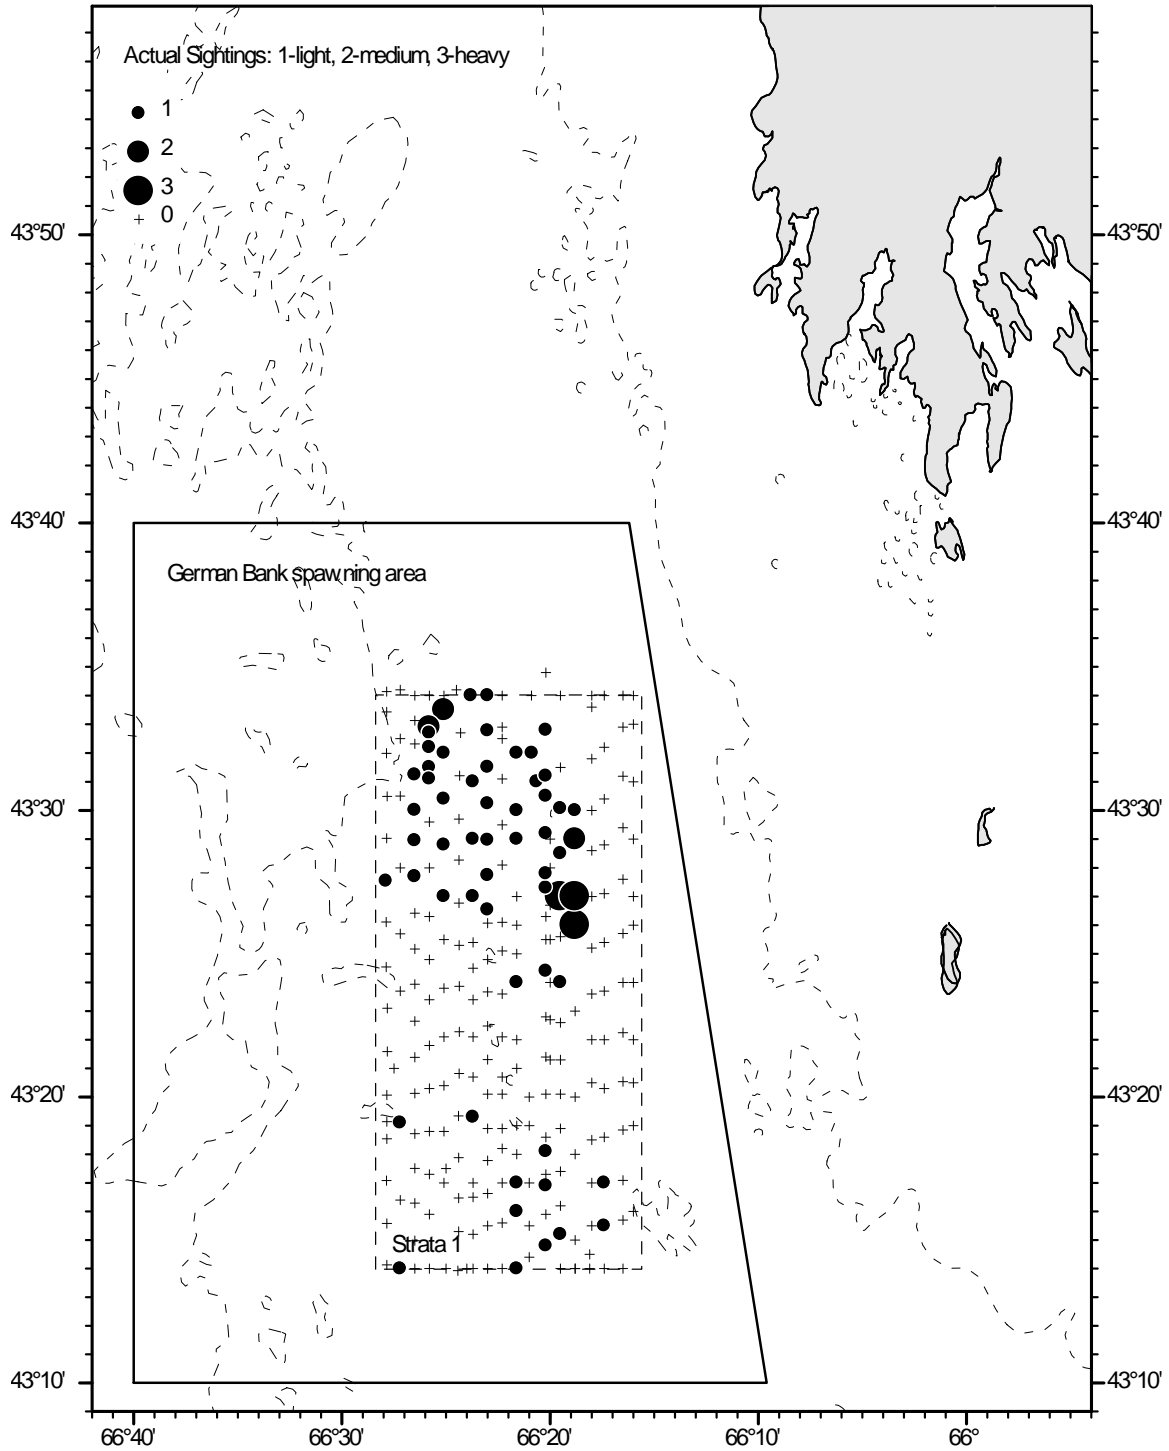 Actual Sightings: 1-light, 2-medium, 3-heavy
1
2
3
0
43°50' 43°50'
43°40' 43°40'
German Bank spawning area
43°30' 43°30'
43°20' 43°20'
Strata 1
43°10' 43°10'
66°40' 66°30' 66°20' 66°10' 66°